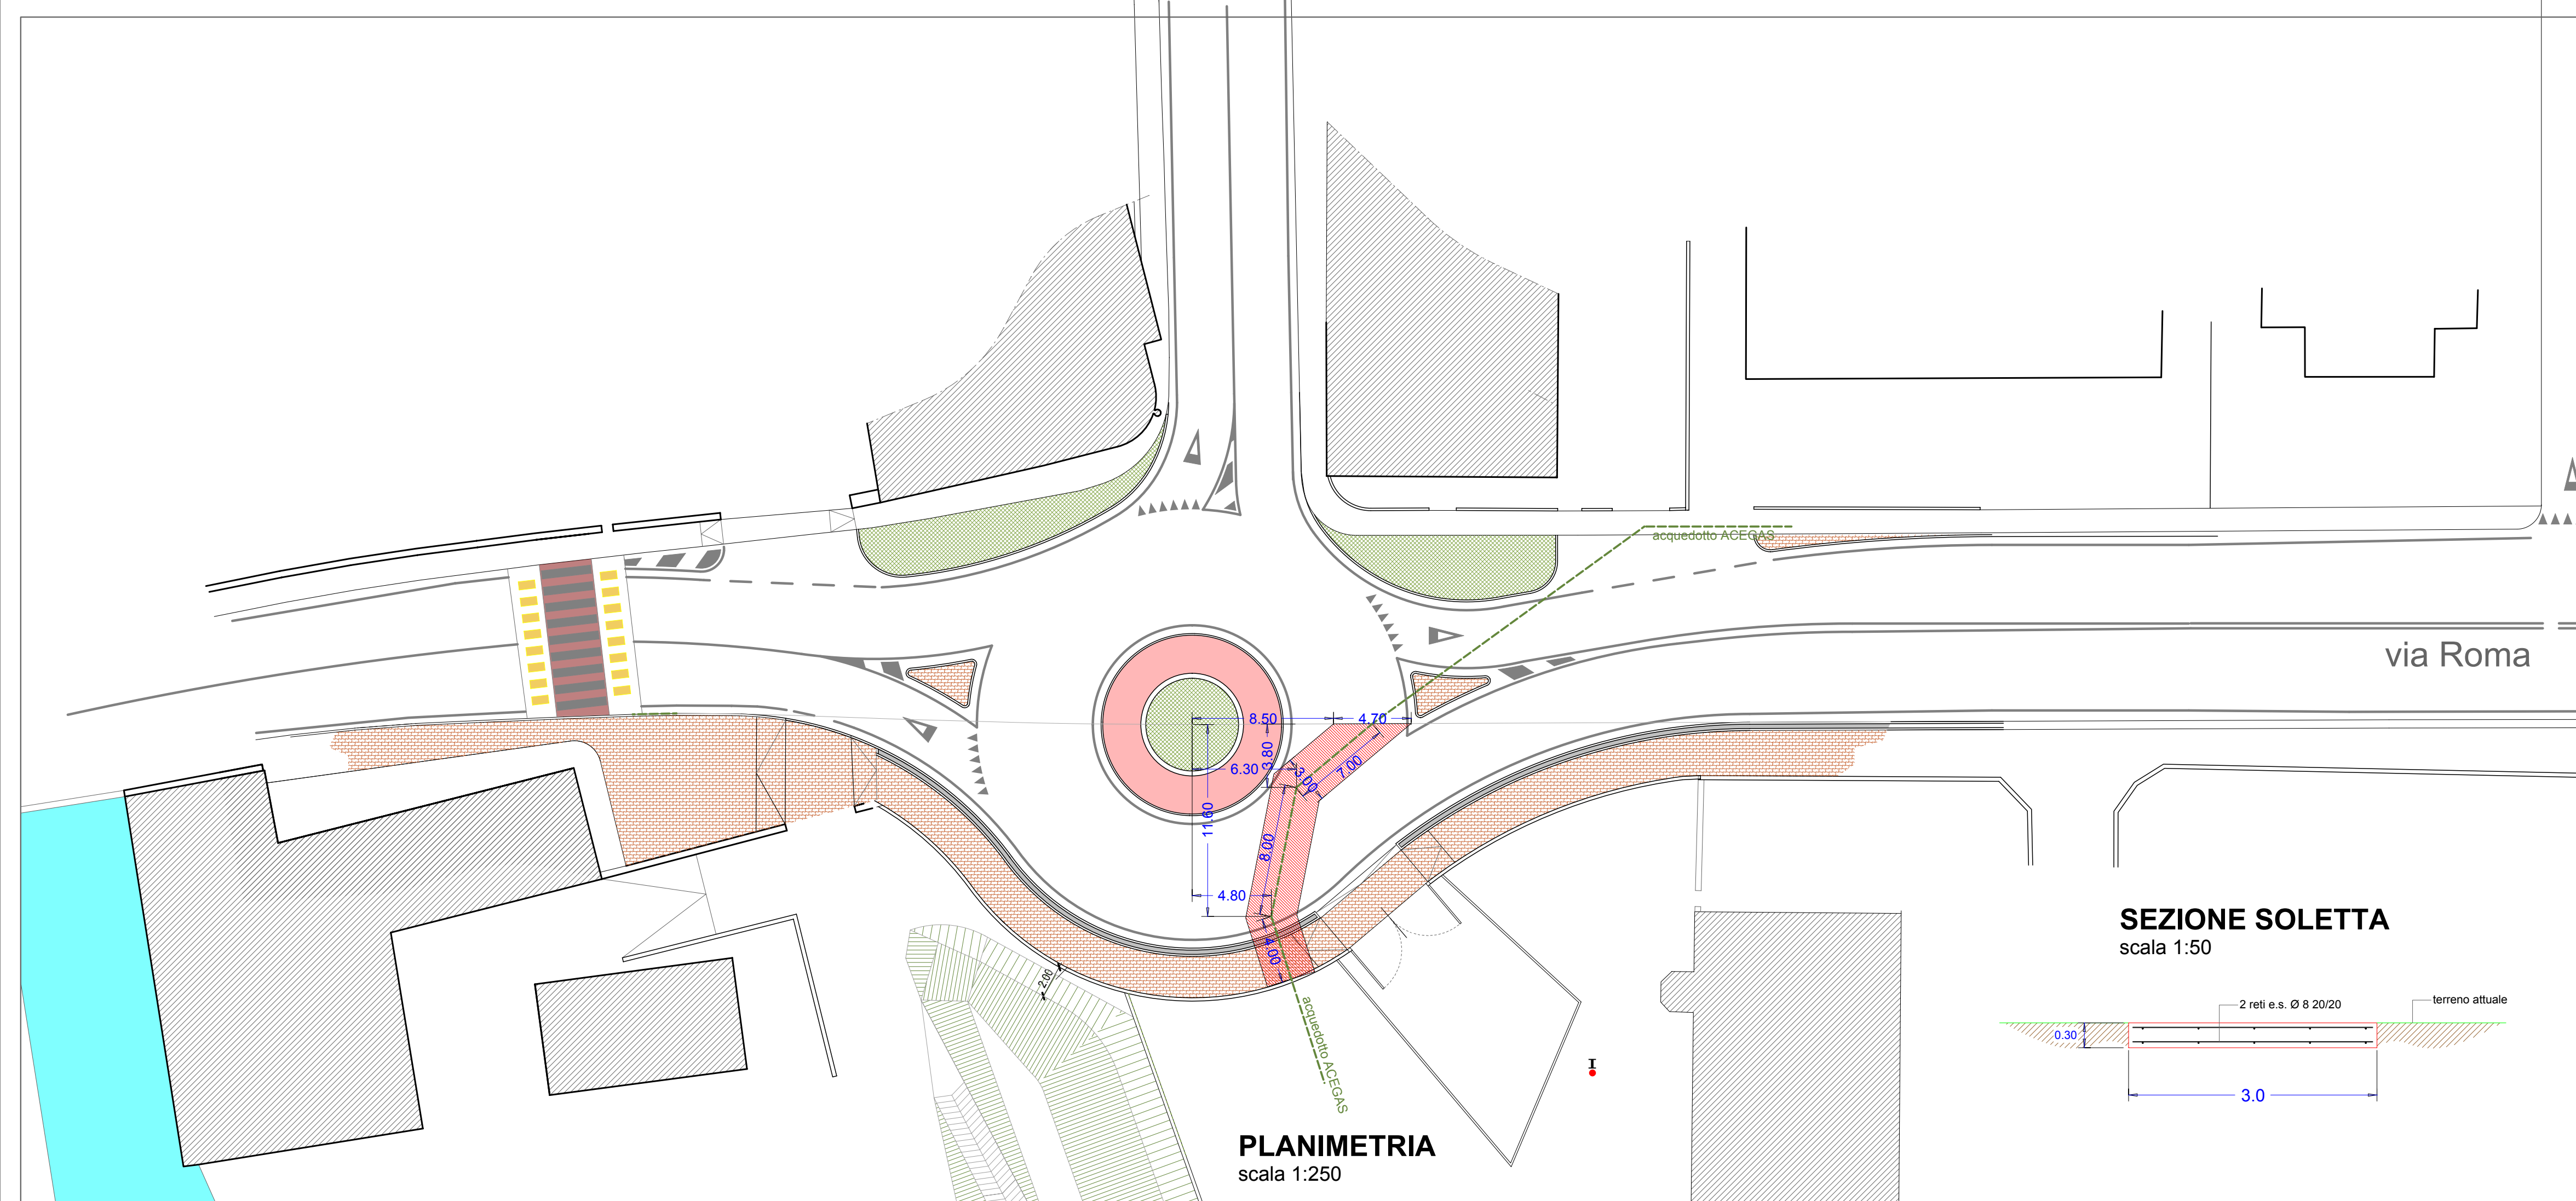 acquedotto ACEGAS
via Roma
8.50
4.70
3.80
6.30
3.00
7.00
11.60
8.00
4.80
4.00
2.00
acquedotto ACEGAS
SEZIONE SOLETTA
scala 1:50
2 reti e.s. Ø 8 20/20
terreno attuale
0.30
3.0
I
PLANIMETRIA
scala 1:250